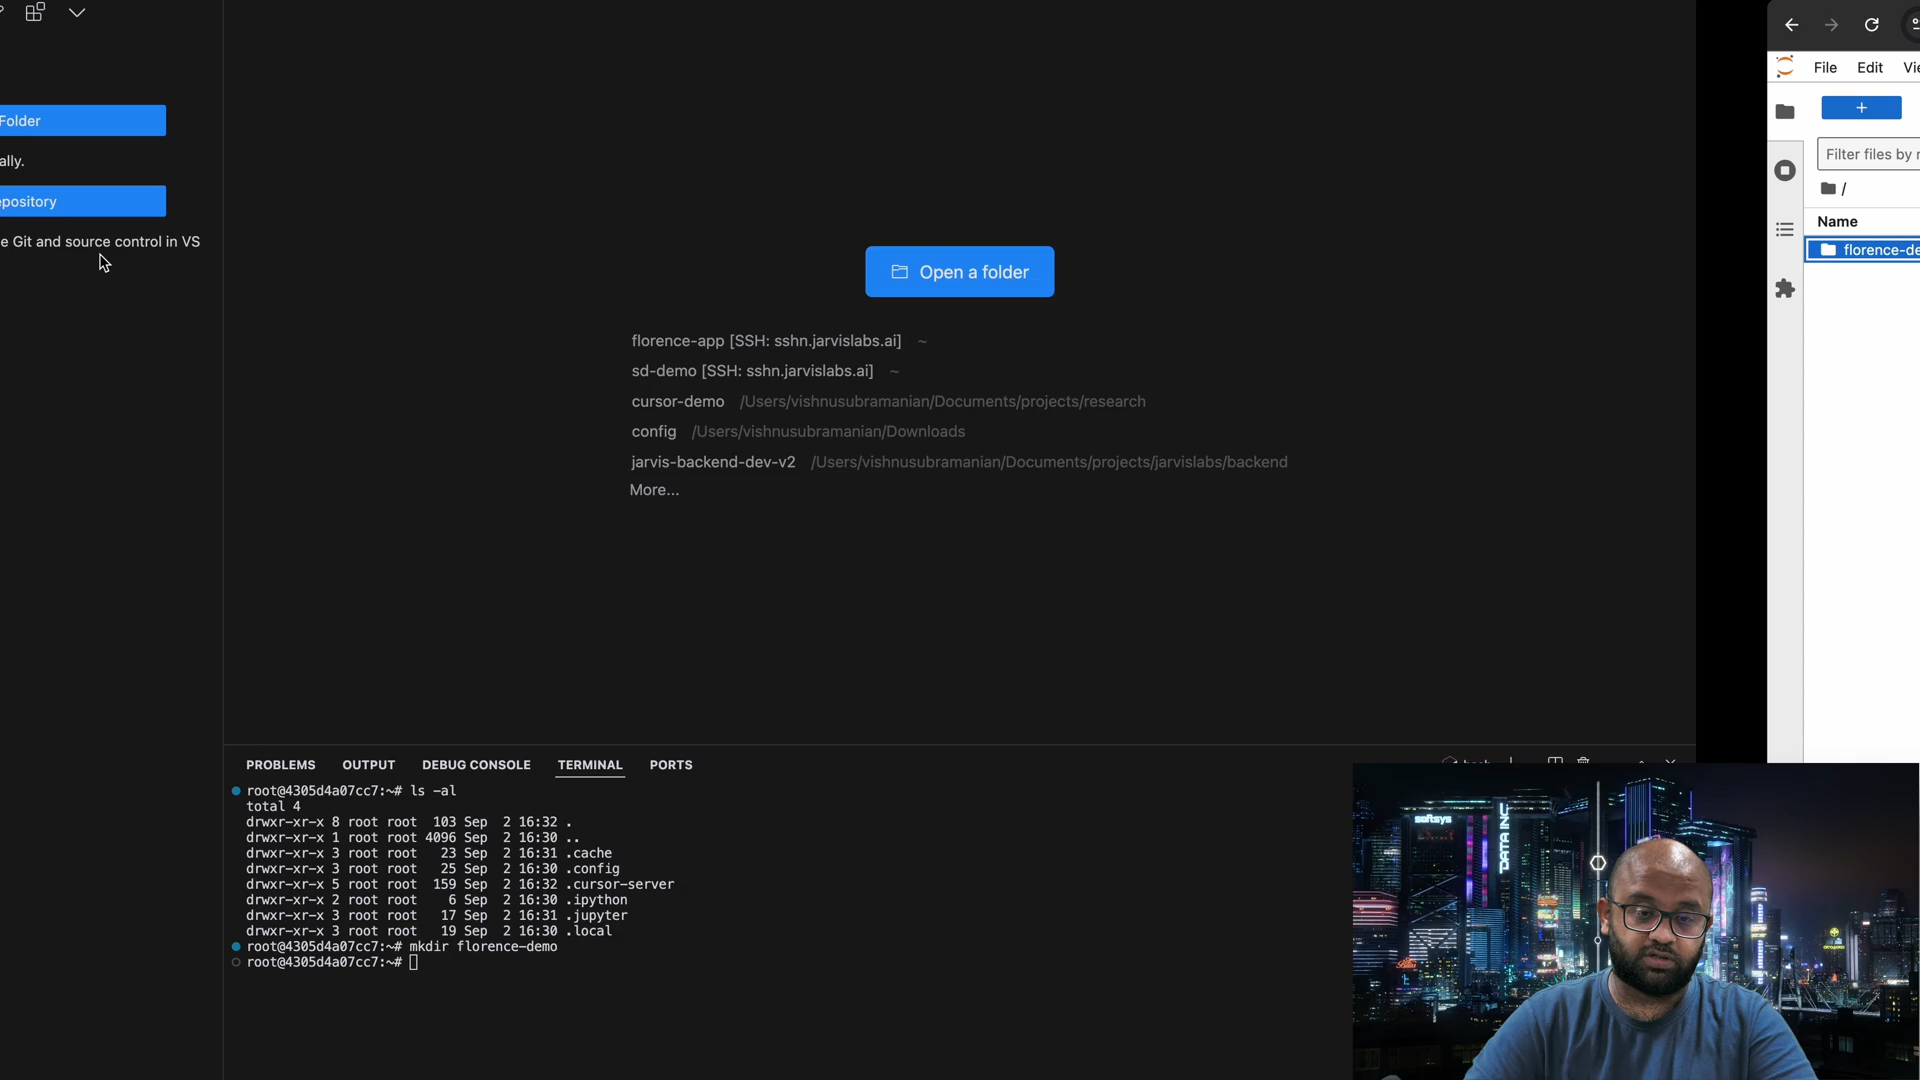 Folder
ally.
epository
e Git and source control in VS
Open a folder
florence-app [SSH: sshn.jarvislabs.ai] ~
sd-demo [SSH: sshn.jarvislabs.ai] ~
cursor-demo /Users/vishnusubramanian/Documents/projects/research
config /Users/vishnusubramanian/Downloads
jarvis-backend-dev-v2 /Users/vishnusubramanian/Documents/projects/jarvislabs/backend
More...
PROBLEMS OUTPUT DEBUG CONSOLE TERMINAL PORTS
root@4305d4a07cc7:~# ls -al
total 4
drwxr-xr-x 8 root root 103 Sep 2 16:32 .
drwxr-xr-x 1 root root 4096 Sep 2 16:30 ..
drwxr-xr-x 3 root root 23 Sep 2 16:31 .cache
drwxr-xr-x 3 root root 25 Sep 2 16:30 .config
drwxr-xr-x 5 root root 159 Sep 2 16:32 .cursor-server
drwxr-xr-x 2 root root 6 Sep 2 16:30 .ipython
drwxr-xr-x 3 root root 17 Sep 2 16:31 .jupyter
drwxr-xr-x 3 root root 19 Sep 2 16:30 .local
root@4305d4a07cc7:~# mkdir florence-demo
root@4305d4a07cc7:~#
File Edit Vie
+
Filter files by n
/
Name
florence-de
softsys
DATA INC.